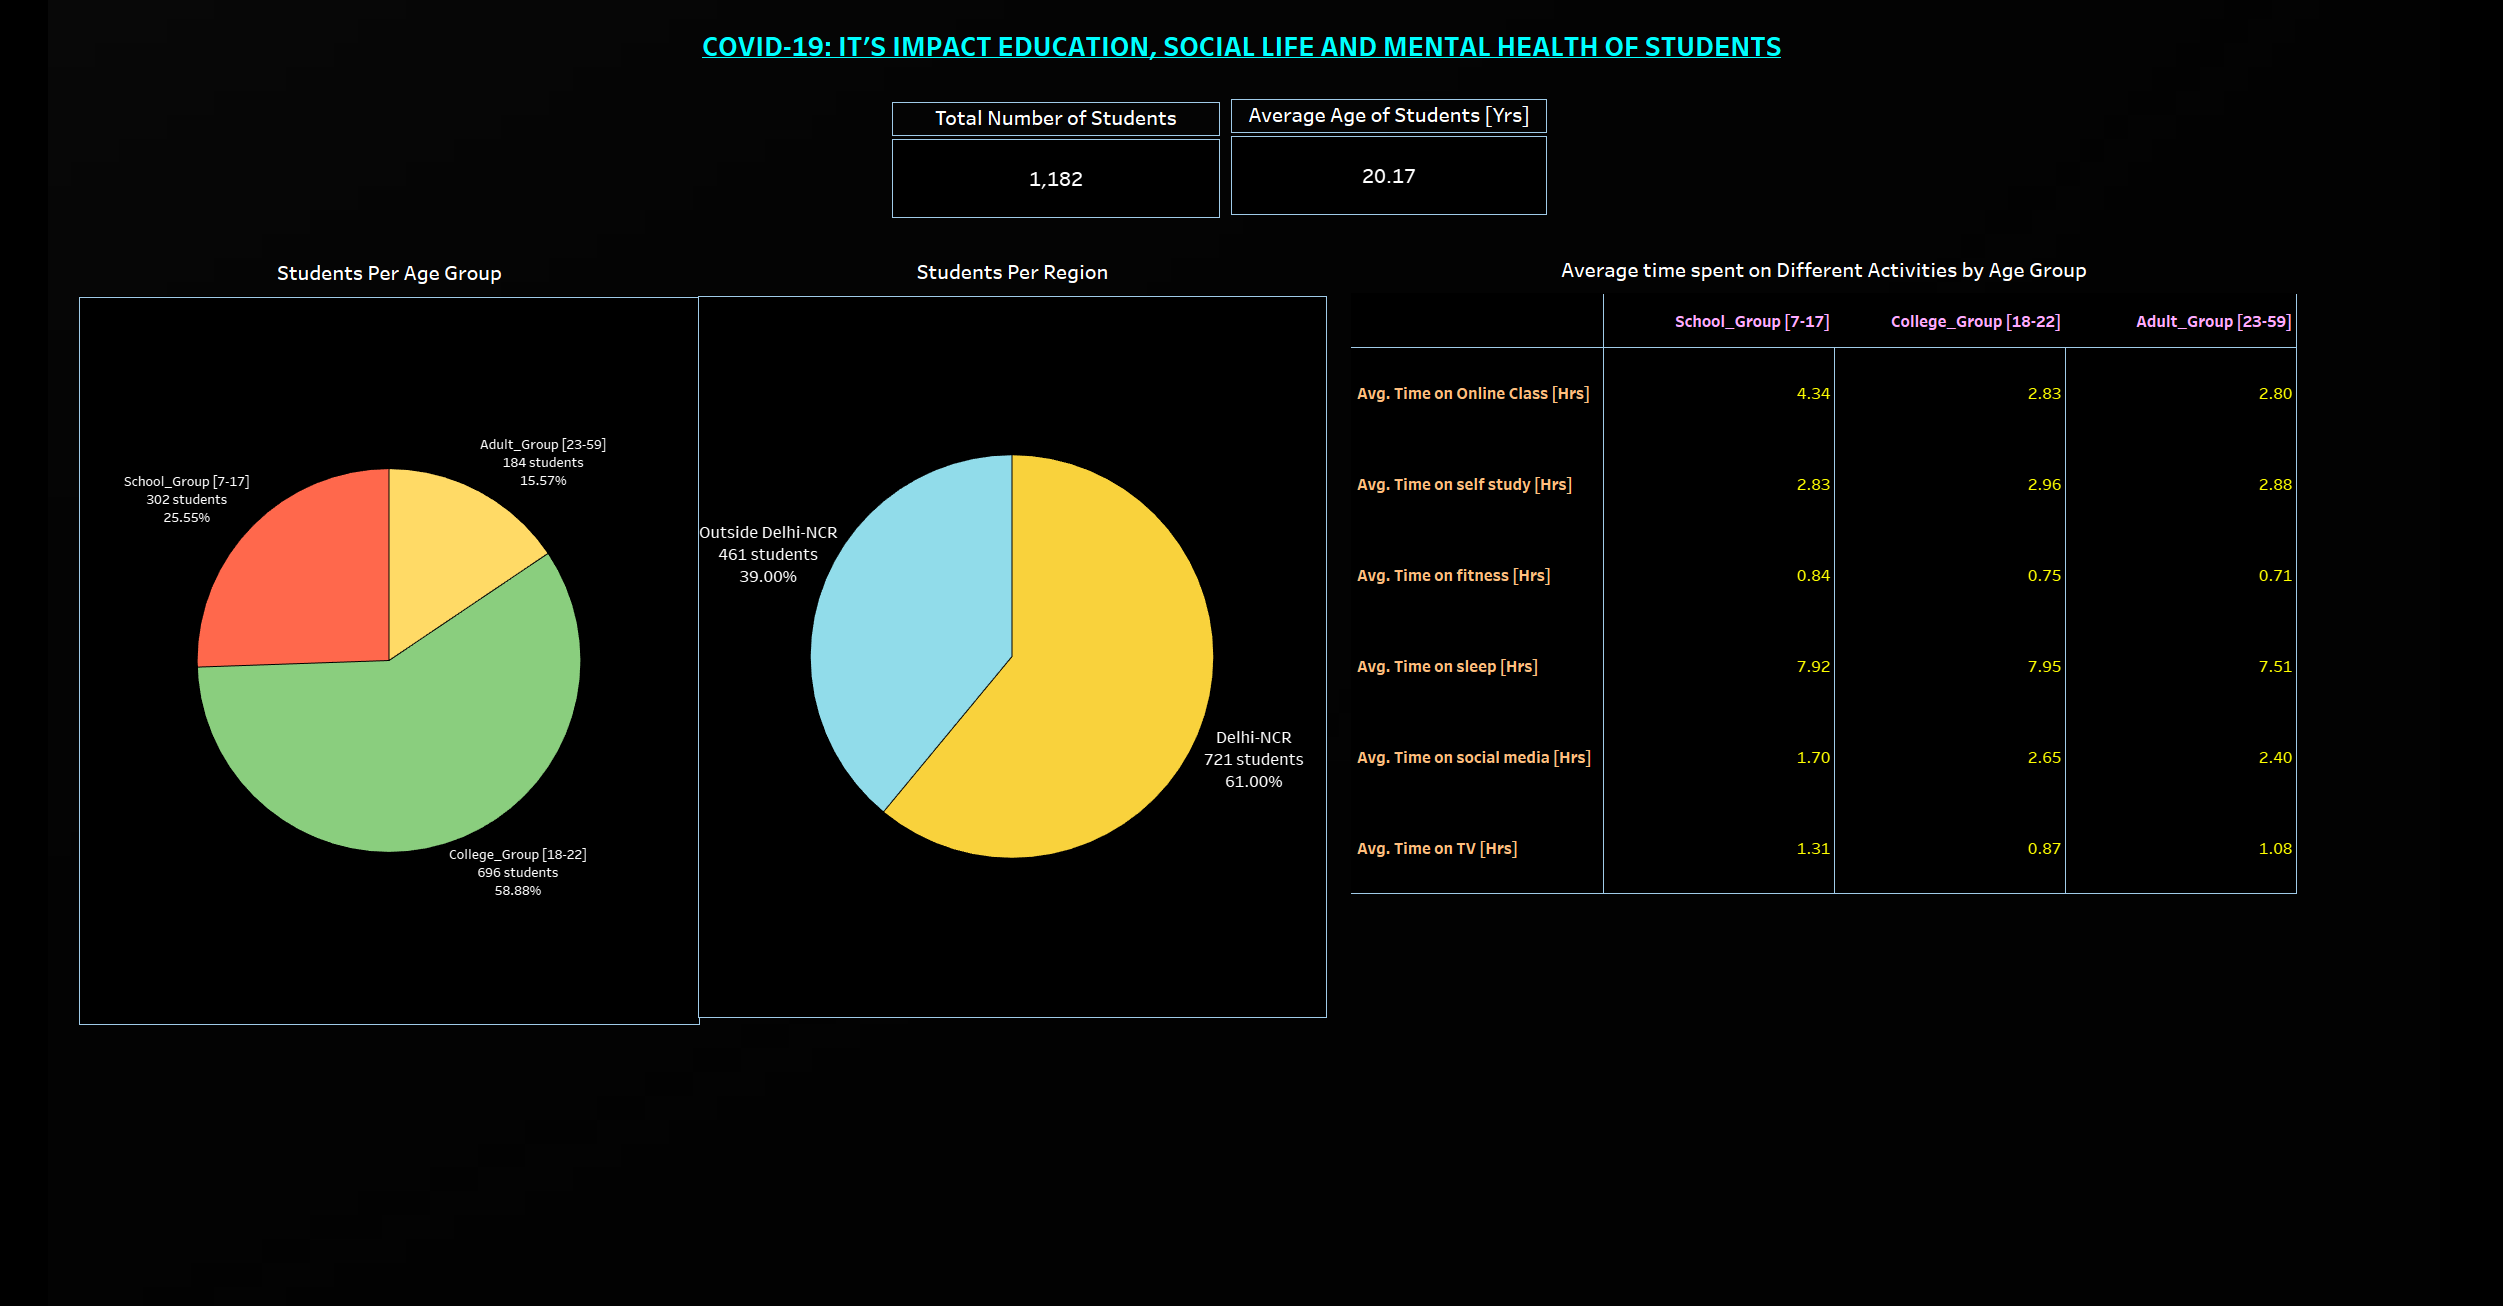 COVID-19: IT’S IMPACT EDUCATION, SOCIAL LIFE AND MENTAL HEALTH OF STUDENTS
Total Number of Students
1,182
Average Age of Students [Yrs]
20.17
Students Per Age Group
Adult_Group [23-59]
184 students
15.57%
School_Group [7-17]
302 students
25.55%
College_Group [18-22]
696 students
58.88%
Students Per Region
Outside Delhi-NCR
461 students
39.00%
Delhi-NCR
721 students
61.00%
Average time spent on Different Activities by Age Group
School_Group [7-17] College_Group [18-22] Adult_Group [23-59]
Avg. Time on Online Class [Hrs] 4.34 2.83 2.80
Avg. Time on self study [Hrs] 2.83 2.96 2.88
Avg. Time on fitness [Hrs] 0.84 0.75 0.71
Avg. Time on sleep [Hrs] 7.92 7.95 7.51
Avg. Time on social media [Hrs] 1.70 2.65 2.40
Avg. Time on TV [Hrs] 1.31 0.87 1.08